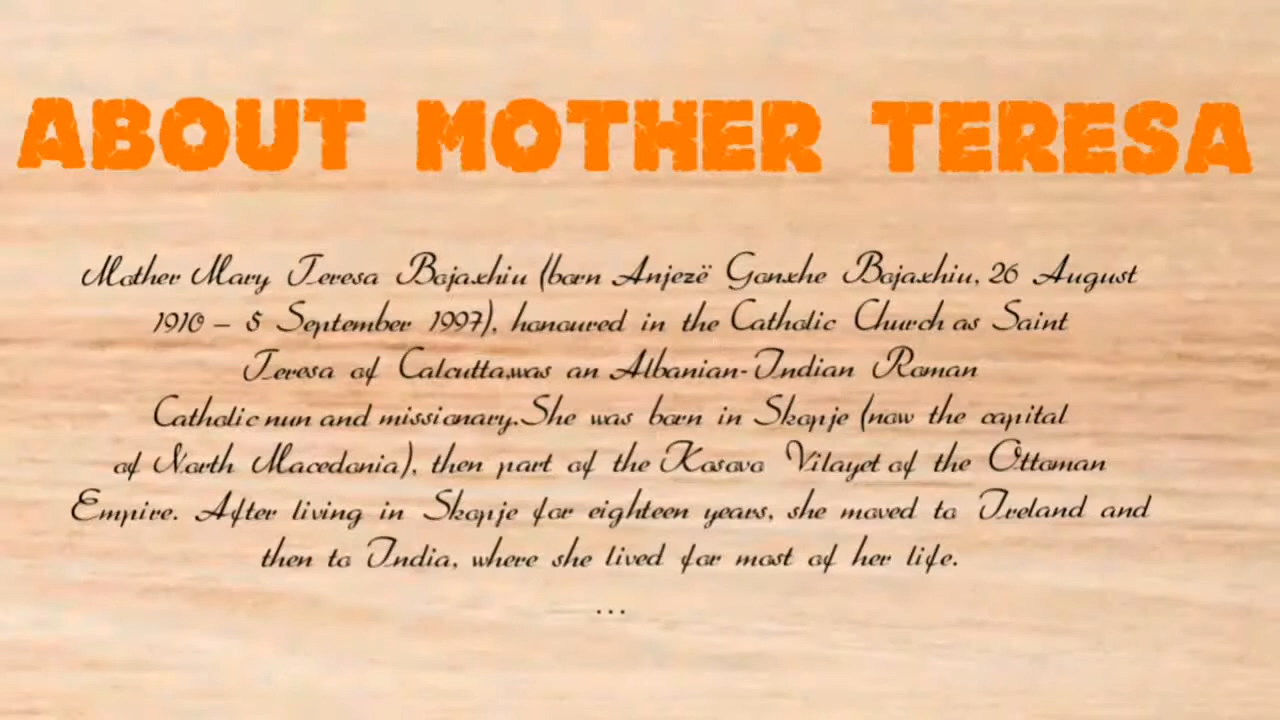 ABOUT MOTHER TERESA
Mother Mary Teresa Bojaxhiu (born Anjezë Gonxhe Bojaxhiu, 26 August
1910 – 5 September 1997), honoured in the Catholic Church as Saint
Teresa of Calcutta,was an Albanian-Indian Roman
Catholic nun and missionary.She was born in Skopje (now the capital
of North Macedonia), then part of the Kosovo Vilayet of the Ottoman
Empire. After living in Skopje for eighteen years, she moved to Ireland and
then to India, where she lived for most of her life.
...